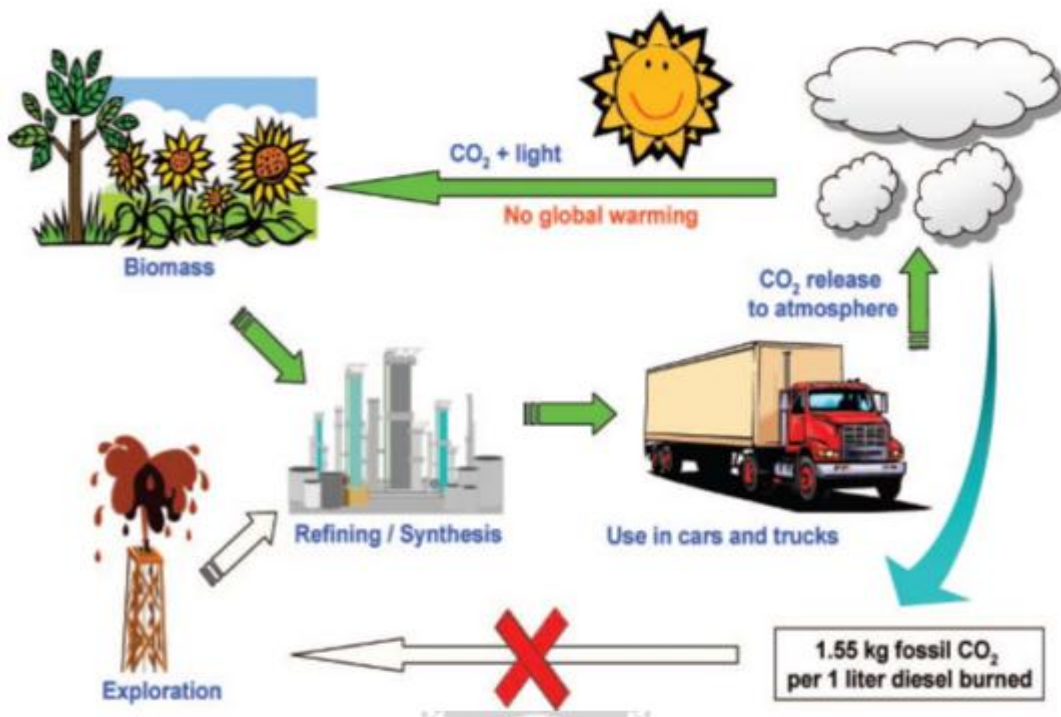 CO₂ + light
No global warming
Biomass
CO₂ release
to atmosphere
Refining / Synthesis
Use in cars and trucks
Exploration
1.55 kg fossil CO₂
per 1 liter diesel burned